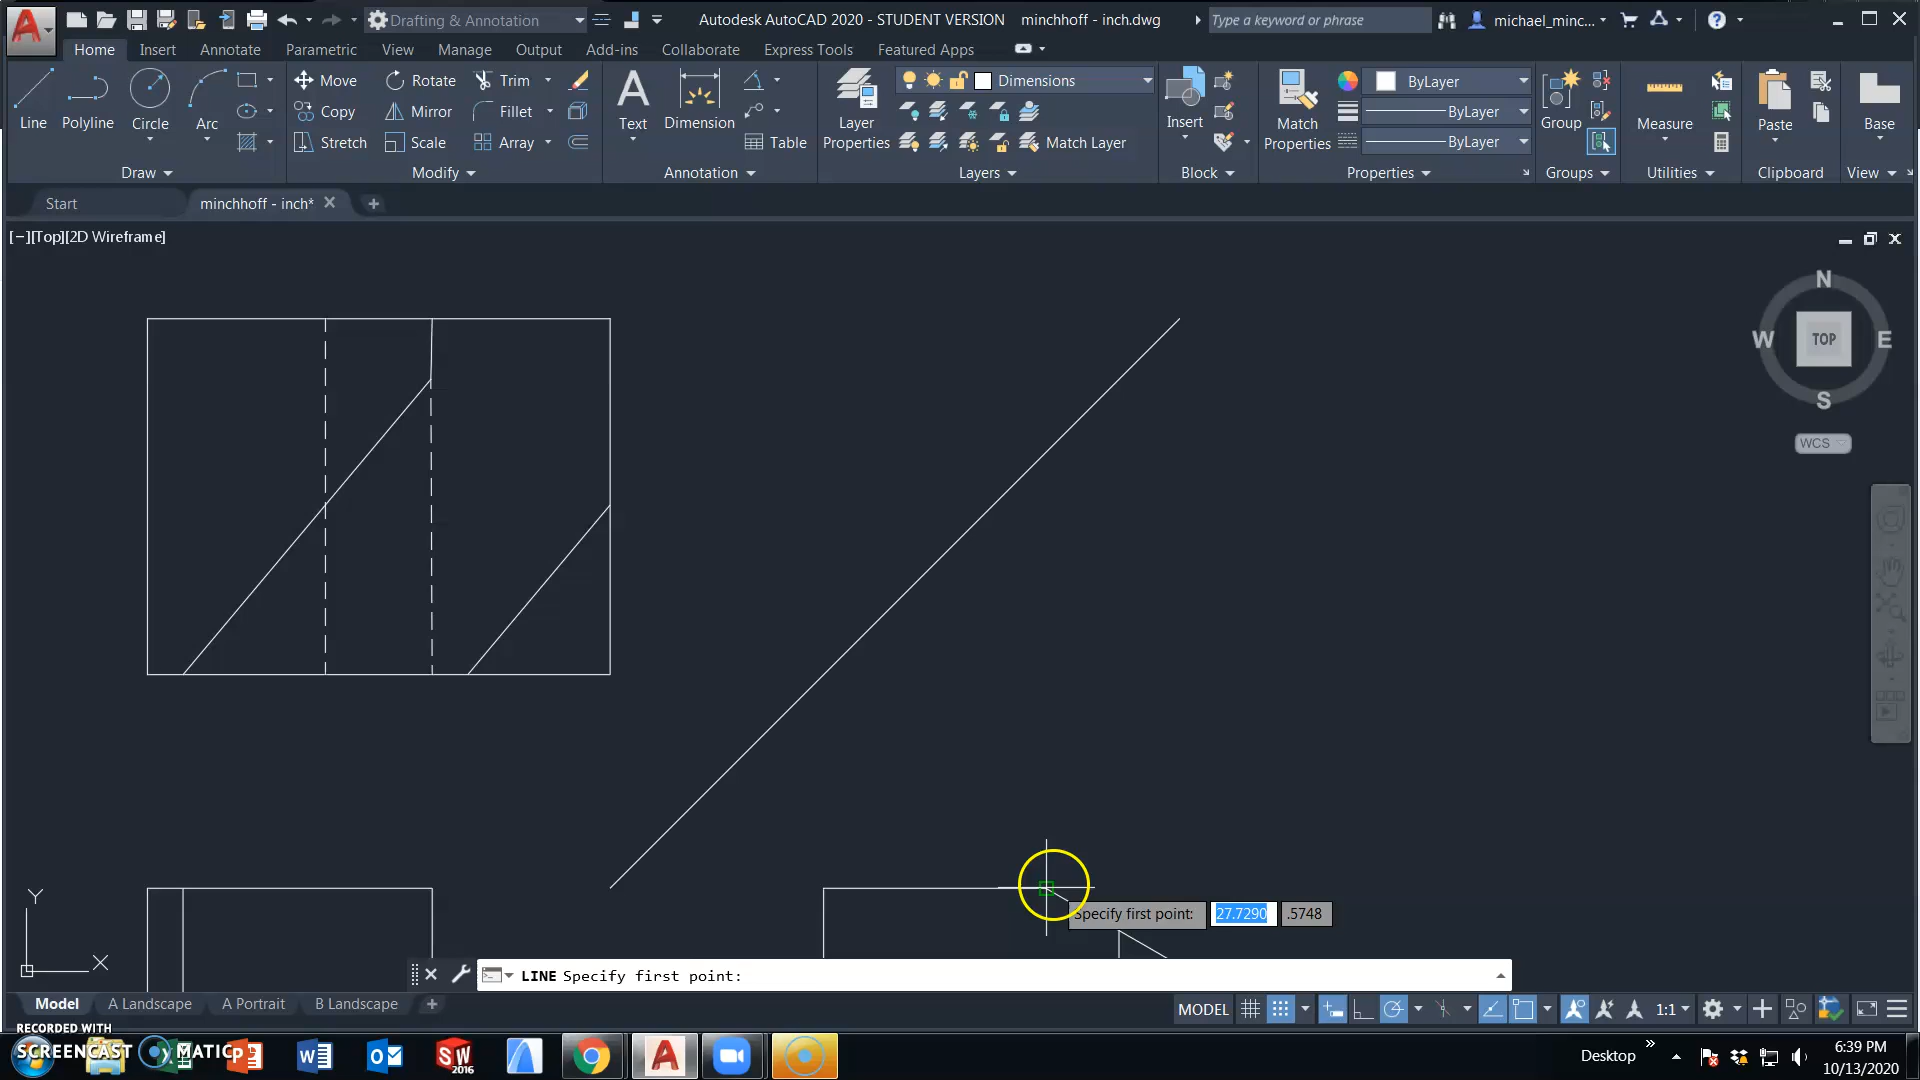 Drafting & Annotation
Autodesk AutoCAD 2020 - STUDENT VERSION minchhoff - inch.dwg
Type a keyword or phrase
michael_minc...
Home Insert Annotate Parametric View Manage Output Add-ins Collaborate Express Tools Featured Apps
Line Polyline Circle Arc
Move Rotate Trim
Copy Mirror Fillet
Stretch Scale Array
Text Dimension
Table
Layer Properties
Dimensions
Match Layer
Insert
Match Properties
ByLayer
ByLayer
ByLayer
Group
Measure
Paste
Base
Draw Modify Annotation Layers Block Properties Groups Utilities Clipboard View
Start minchhoff - inch*
[−][Top][2D Wireframe]
N
W TOP E
S
WCS
Specify first point: 27.7290 .5748
Y
X
LINE Specify first point:
Model A Landscape A Portrait B Landscape
MODEL 1:1
RECORDED WITH
SCREENCAST MATIC
SW
2016
Desktop
6:39 PM
10/13/2020